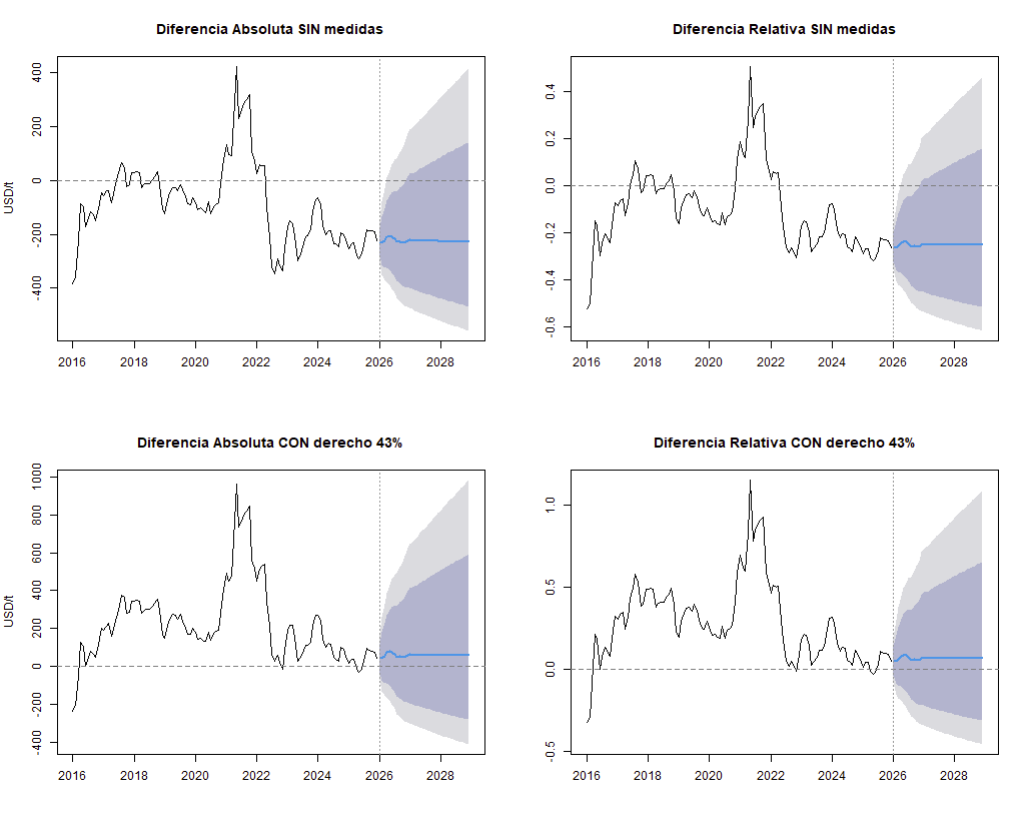 Diferencia Absoluta SIN medidas
USD/t
400
200
0
-200
-400
2016 2018 2020 2022 2024 2026 2028
Diferencia Relativa SIN medidas
0.4
0.2
0.0
-0.2
-0.4
-0.6
2016 2018 2020 2022 2024 2026 2028
Diferencia Absoluta CON derecho 43%
USD/t
1000
800
600
400
200
0
-200
-400
2016 2018 2020 2022 2024 2026 2028
Diferencia Relativa CON derecho 43%
1.0
0.5
0.0
-0.5
2016 2018 2020 2022 2024 2026 2028